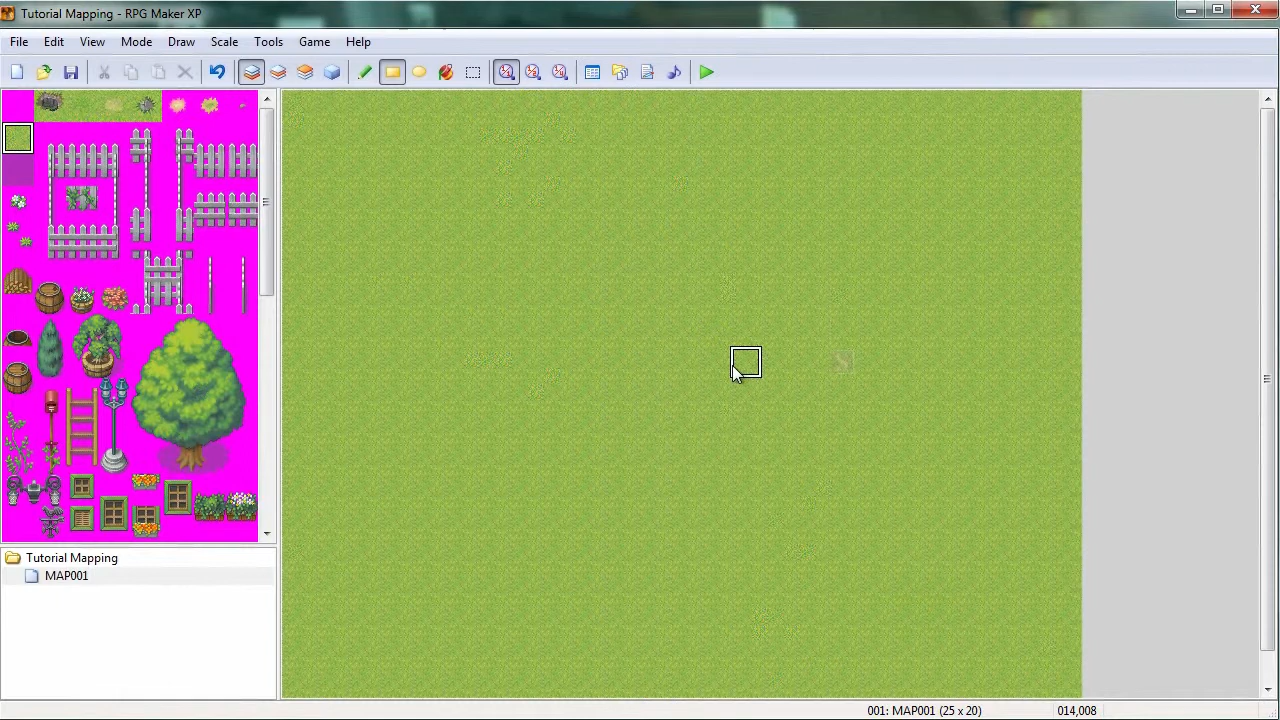 Tutorial Mapping - RPG Maker XP
File Edit View Mode Draw Scale Tools Game Help
S
Tutorial Mapping
MAP001
001: MAP001 (25 x 20) 014,008